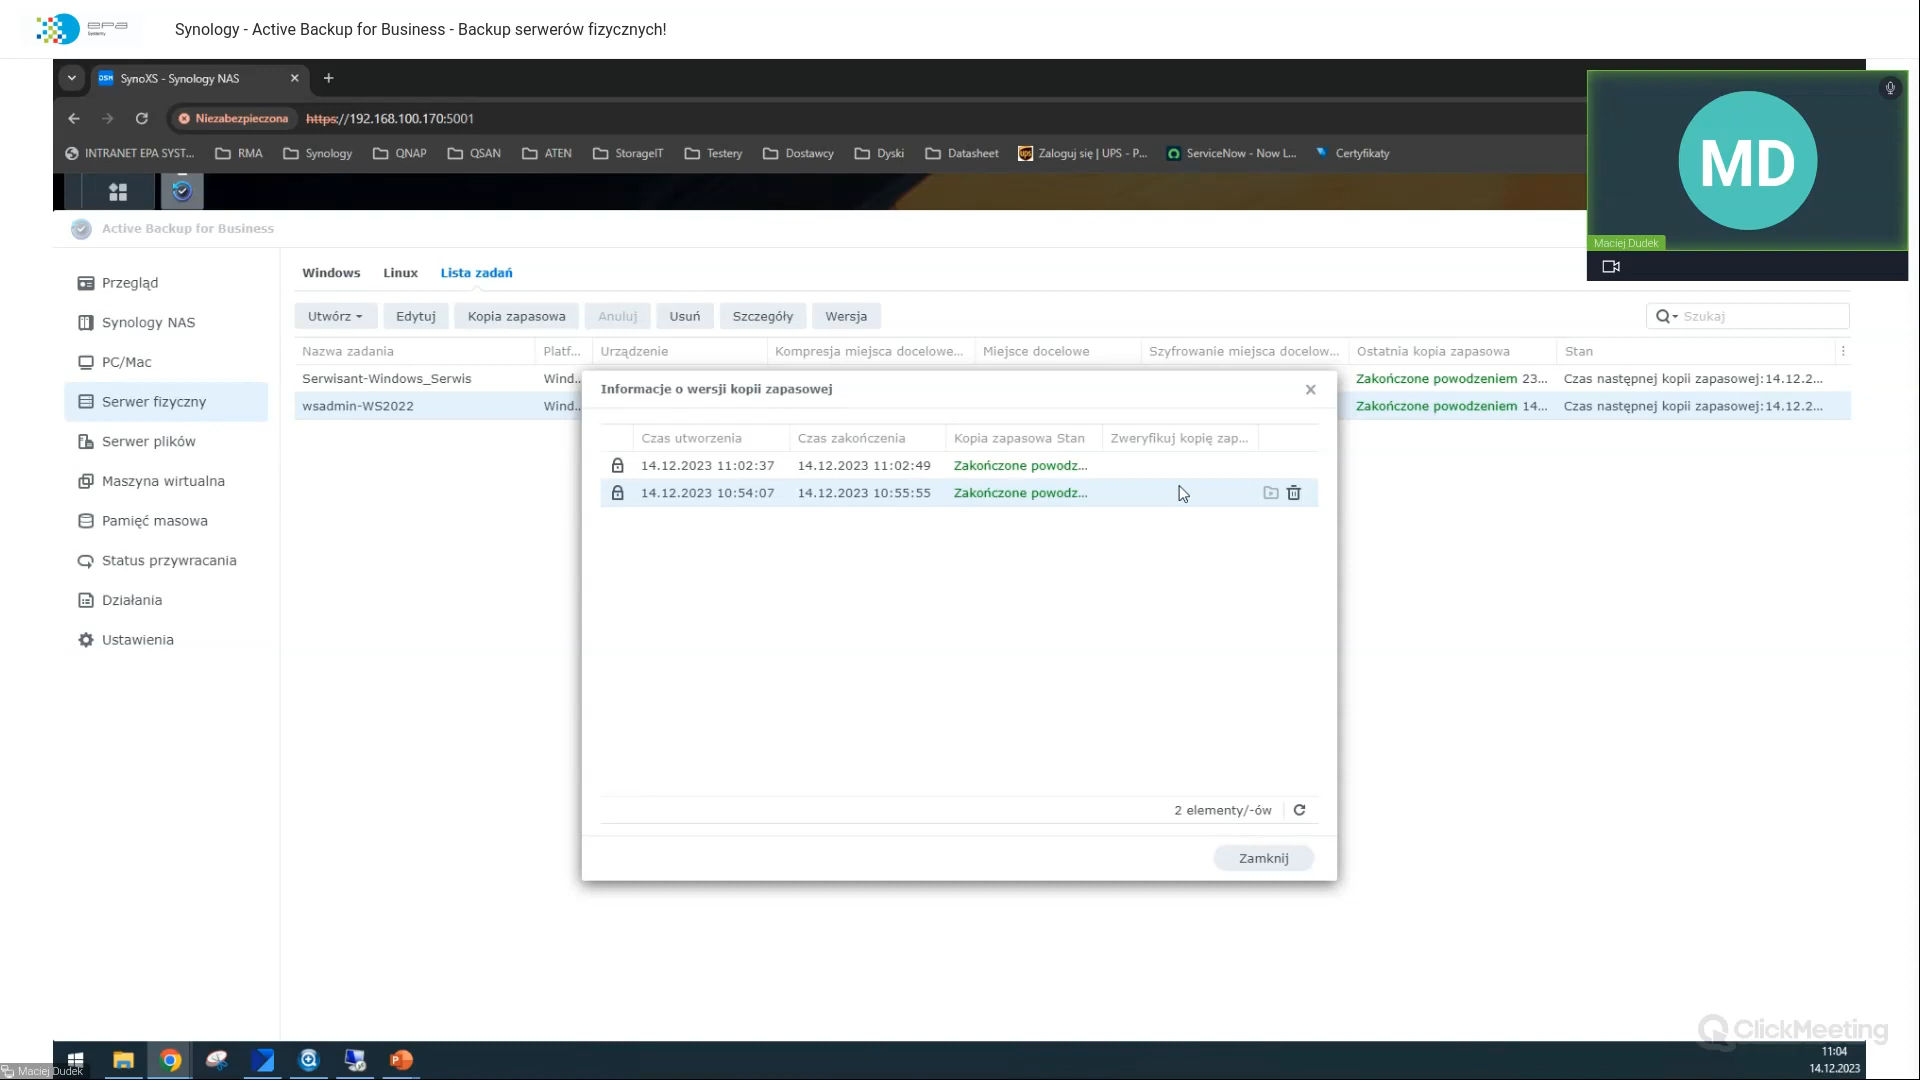 epa
Systemy
Synology - Active Backup for Business - Backup serwerów fizycznych!
DSM SynoXS - Synology NAS
Niezabezpieczona https://192.168.100.170:5001
INTRANET EPA SYST... RMA Synology QNAP QSAN ATEN StorageIT Testery Dostawcy Dyski Datasheet ups Zaloguj się | UPS - P... ServiceNow - Now L... Certyfikaty
MD
Maciej Dudek
Active Backup for Business
Przegląd
Synology NAS
PC/Mac
Serwer fizyczny
Serwer plików
Maszyna wirtualna
Pamięć masowa
Status przywracania
Działania
Ustawienia
Windows Linux Lista zadań
Utwórz Edytuj Kopia zapasowa Anuluj Usuń Szczegóły Wersja Szukaj
Nazwa zadania Platf... Urządzenie Kompresja miejsca docelowe... Miejsce docelowe Szyfrowanie miejsca docelow... Ostatnia kopia zapasowa Stan
Serwisant-Windows_Serwis Wind... Zakończone powodzeniem 23... Czas następnej kopii zapasowej:14.12.2...
wsadmin-WS2022 Wind... Zakończone powodzeniem 14... Czas następnej kopii zapasowej:14.12.2...
Informacje o wersji kopii zapasowej
Czas utworzenia Czas zakończenia Kopia zapasowa Stan Zweryfikuj kopię zap...
14.12.2023 11:02:37 14.12.2023 11:02:49 Zakończone powodz...
14.12.2023 10:54:07 14.12.2023 10:55:55 Zakończone powodz...
2 elementy/-ów
Zamknij
ClickMeeting
Maciej Dudek
11:04
14.12.2023